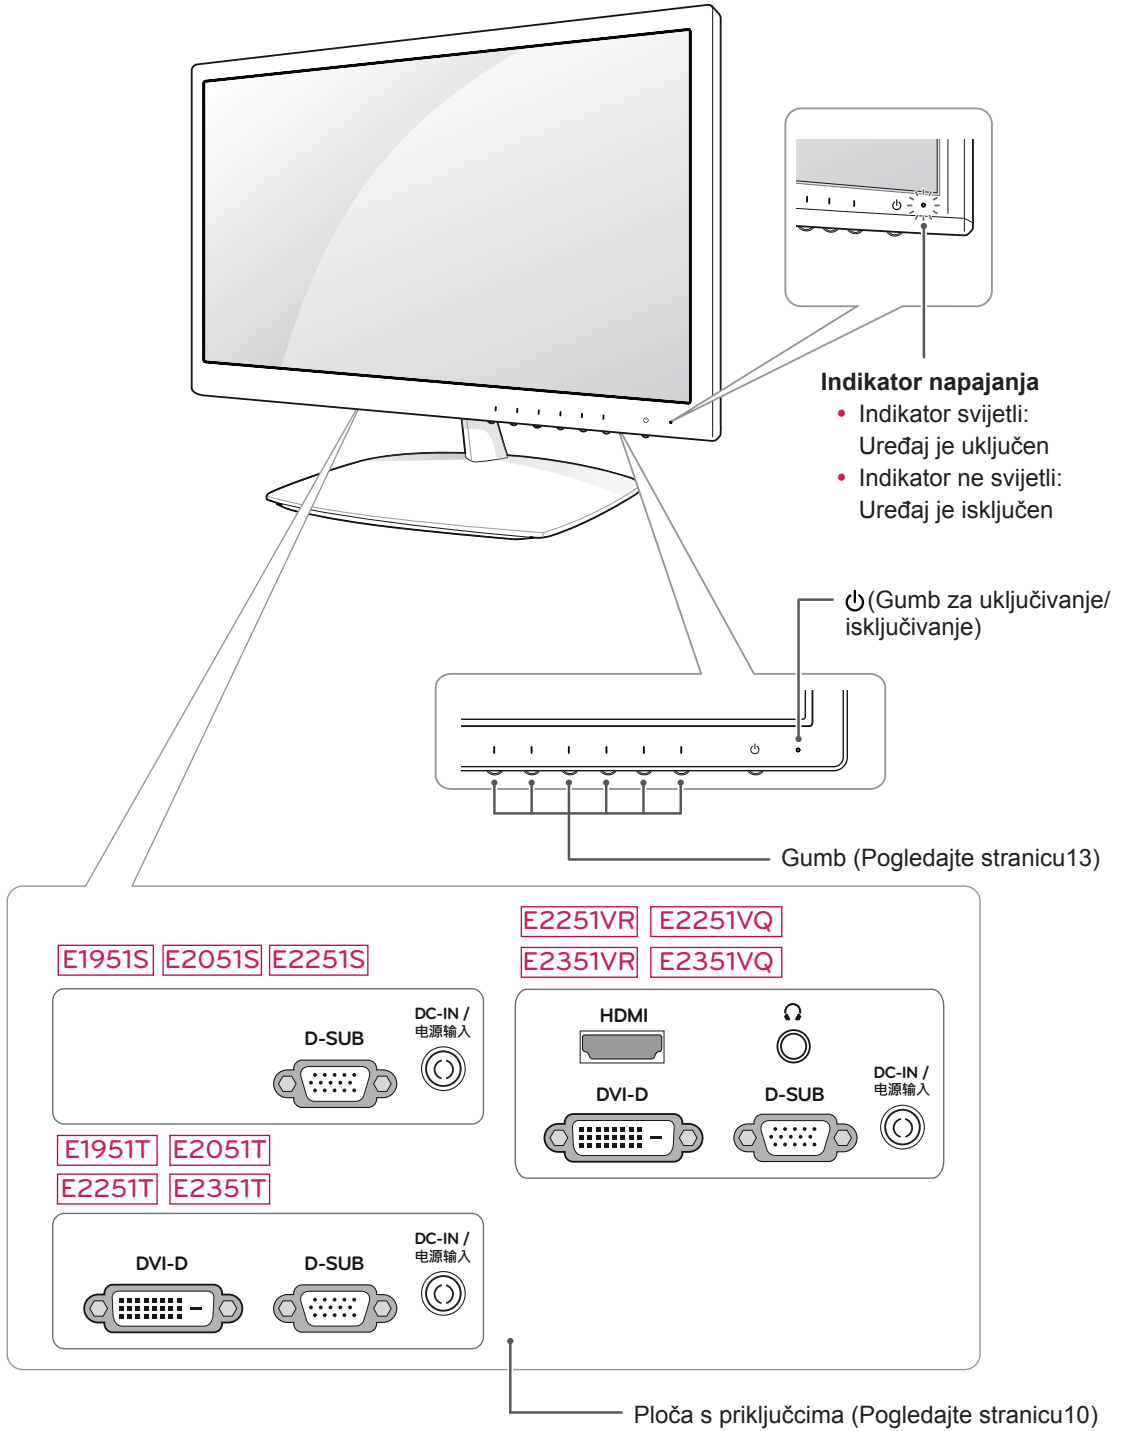 Indikator napajanja
• Indikator svijetli:
Uređaj je uključen
• Indikator ne svijetli:
Uređaj je isključen
(Gumb za uključivanje/
isključivanje)
Gumb (Pogledajte stranicu13)
E1951S E2051S E2251S
DC-IN /
电源输入
D-SUB
E1951T E2051T
E2251T E2351T
DC-IN /
电源输入
DVI-D D-SUB
E2251VR E2251VQ
E2351VR E2351VQ
HDMI
DC-IN /
电源输入
DVI-D D-SUB
Ploča s priključcima (Pogledajte stranicu10)